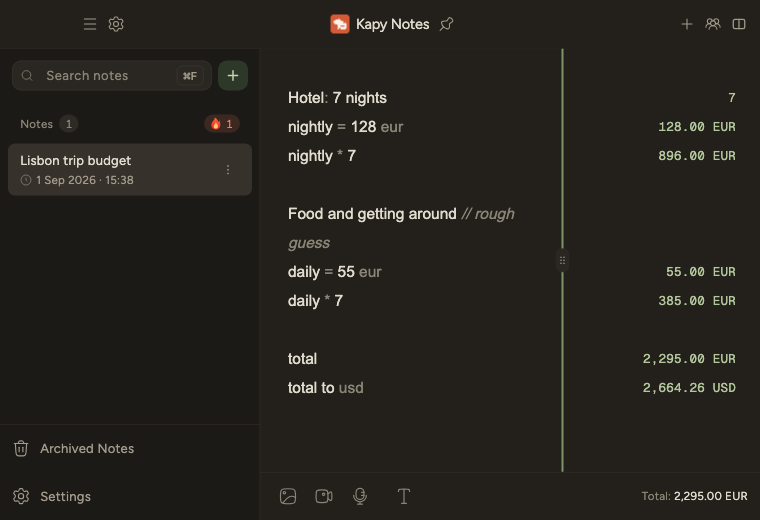 Kapy Notes
Search notes ⌘F
Notes 1
🔥 1
Lisbon trip budget
1 Sep 2026 · 15:38
Archived Notes
Settings
Hotel: 7 nights 7
nightly = 128 eur 128.00 EUR
nightly * 7 896.00 EUR
Food and getting around // rough
guess
daily = 55 eur 55.00 EUR
daily * 7 385.00 EUR
total 2,295.00 EUR
total to usd 2,664.26 USD
Total: 2,295.00 EUR